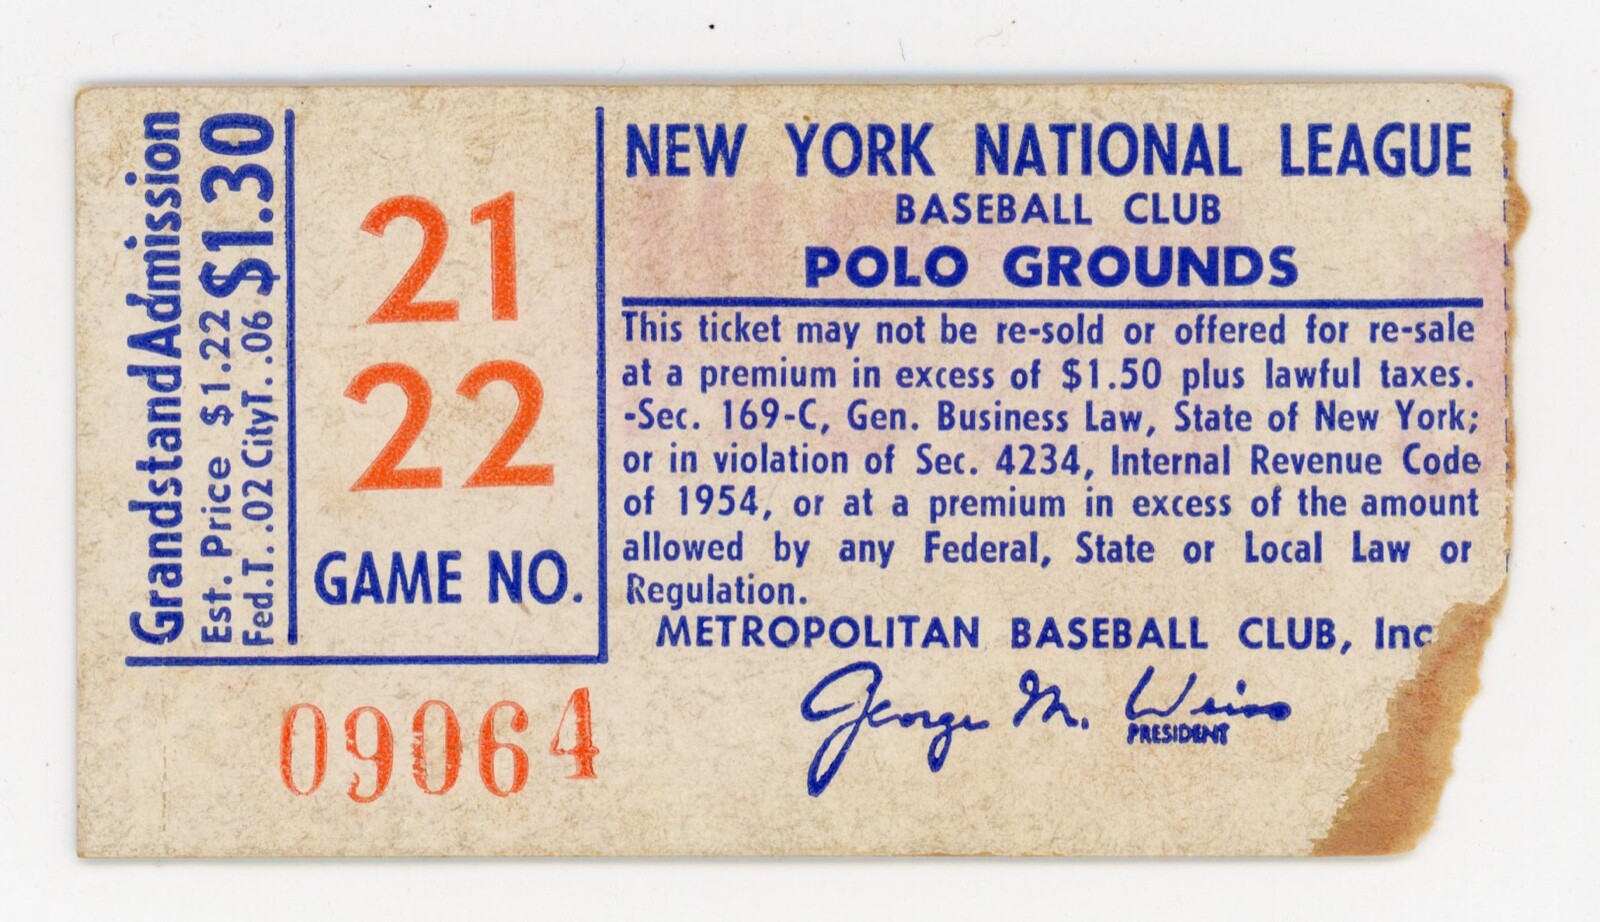 Grandstand Admission
Est. Price $1.22 $1.30
Fed.T. .02 City T. .06
21
22
GAME NO.
09064
NEW YORK NATIONAL LEAGUE
BASEBALL CLUB
POLO GROUNDS
This ticket may not be re-sold or offered for re-sale
at a premium in excess of $1.50 plus lawful taxes.
-Sec. 169-C, Gen. Business Law, State of New York;
or in violation of Sec. 4234, Internal Revenue Code
of 1954, or at a premium in excess of the amount
allowed by any Federal, State or Local Law or
Regulation.
METROPOLITAN BASEBALL CLUB, Inc
George M. Weiss
PRESIDENT